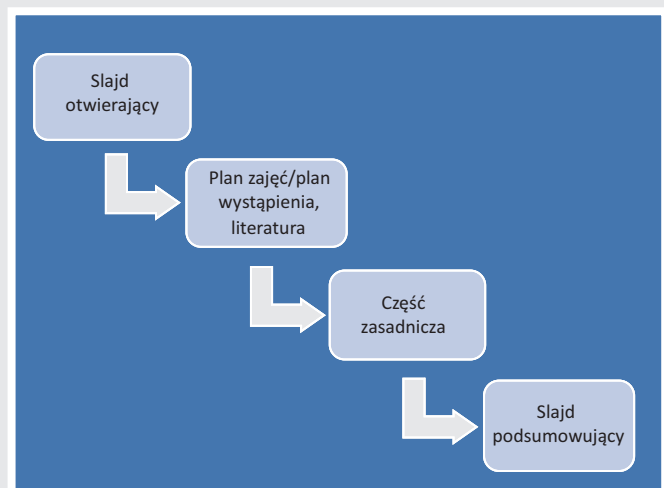 Slajd
otwierający
Plan zajęć/plan
wystąpienia,
literatura
Część
zasadnicza
Slajd
podsumowujący